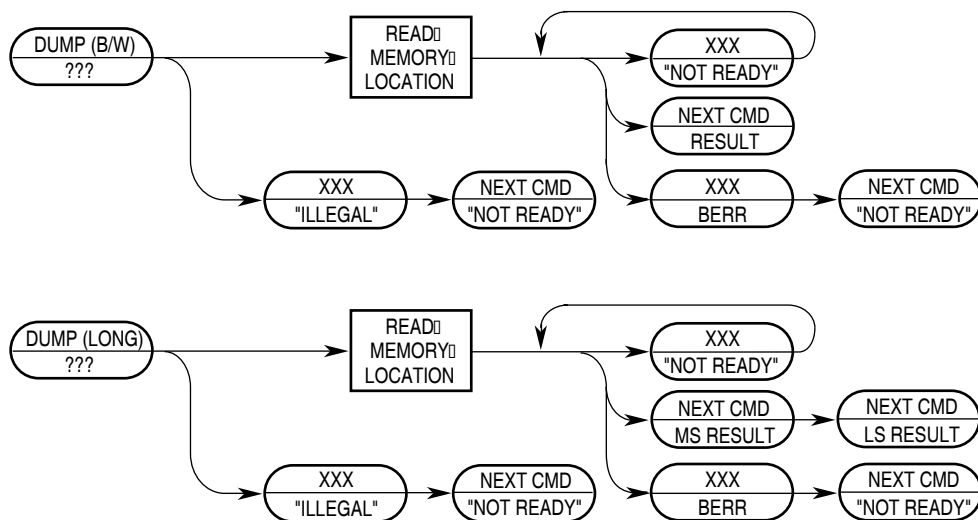 DUMP (B/W)
???
READ
MEMORY
LOCATION
XXX
"NOT READY"
NEXT CMD
RESULT
XXX
"ILLEGAL"
NEXT CMD
"NOT READY"
XXX
BERR
NEXT CMD
"NOT READY"
DUMP (LONG)
???
READ
MEMORY
LOCATION
XXX
"NOT READY"
NEXT CMD
MS RESULT
NEXT CMD
LS RESULT
XXX
"ILLEGAL"
NEXT CMD
"NOT READY"
XXX
BERR
NEXT CMD
"NOT READY"